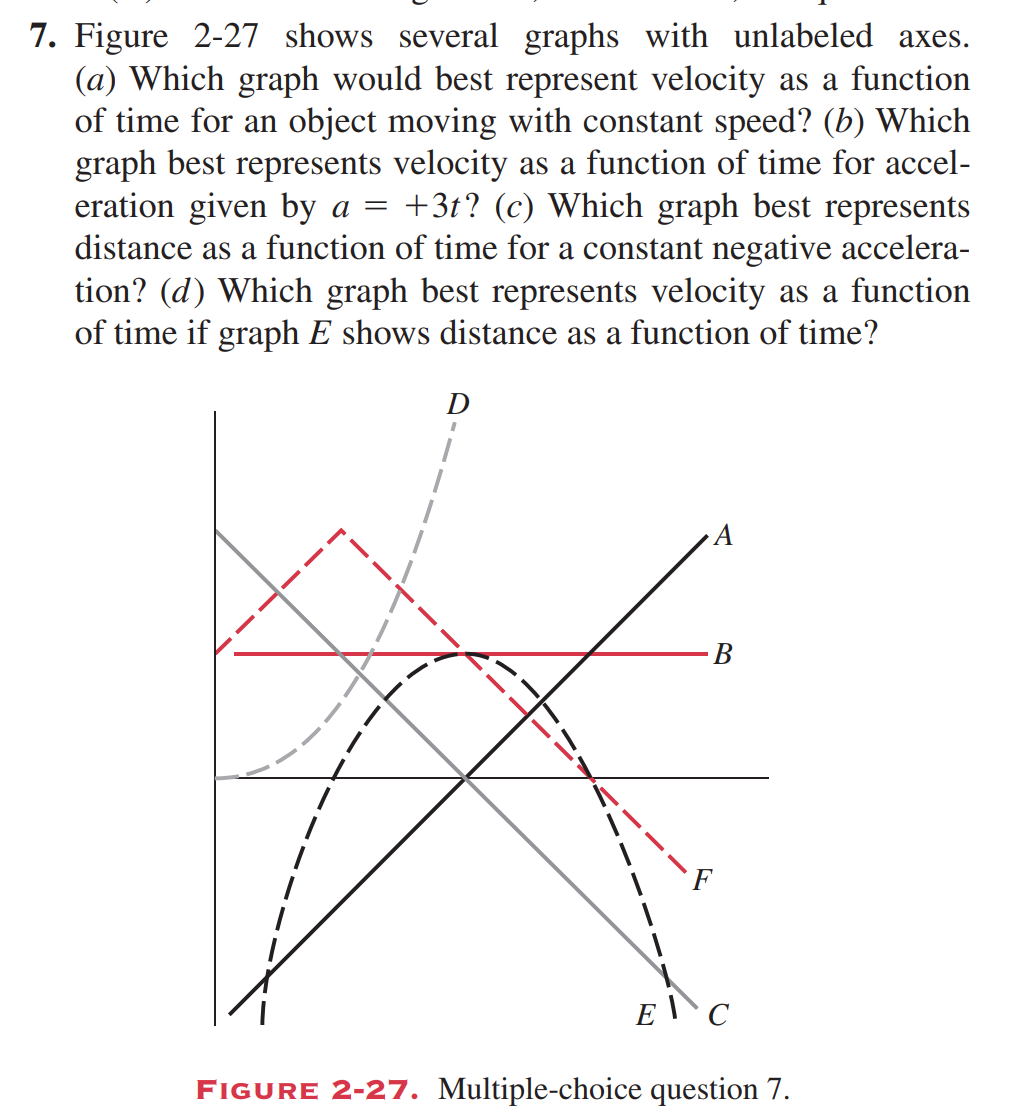 7. Figure 2-27 shows several graphs with unlabeled axes.
(a) Which graph would best represent velocity as a function
of time for an object moving with constant speed? (b) Which
graph best represents velocity as a function of time for accel-
eration given by a = +3t? (c) Which graph best represents
distance as a function of time for a constant negative accelera-
tion? (d) Which graph best represents velocity as a function
of time if graph E shows distance as a function of time?
D
A
B
F
E
C
FIGURE 2-27. Multiple-choice question 7.